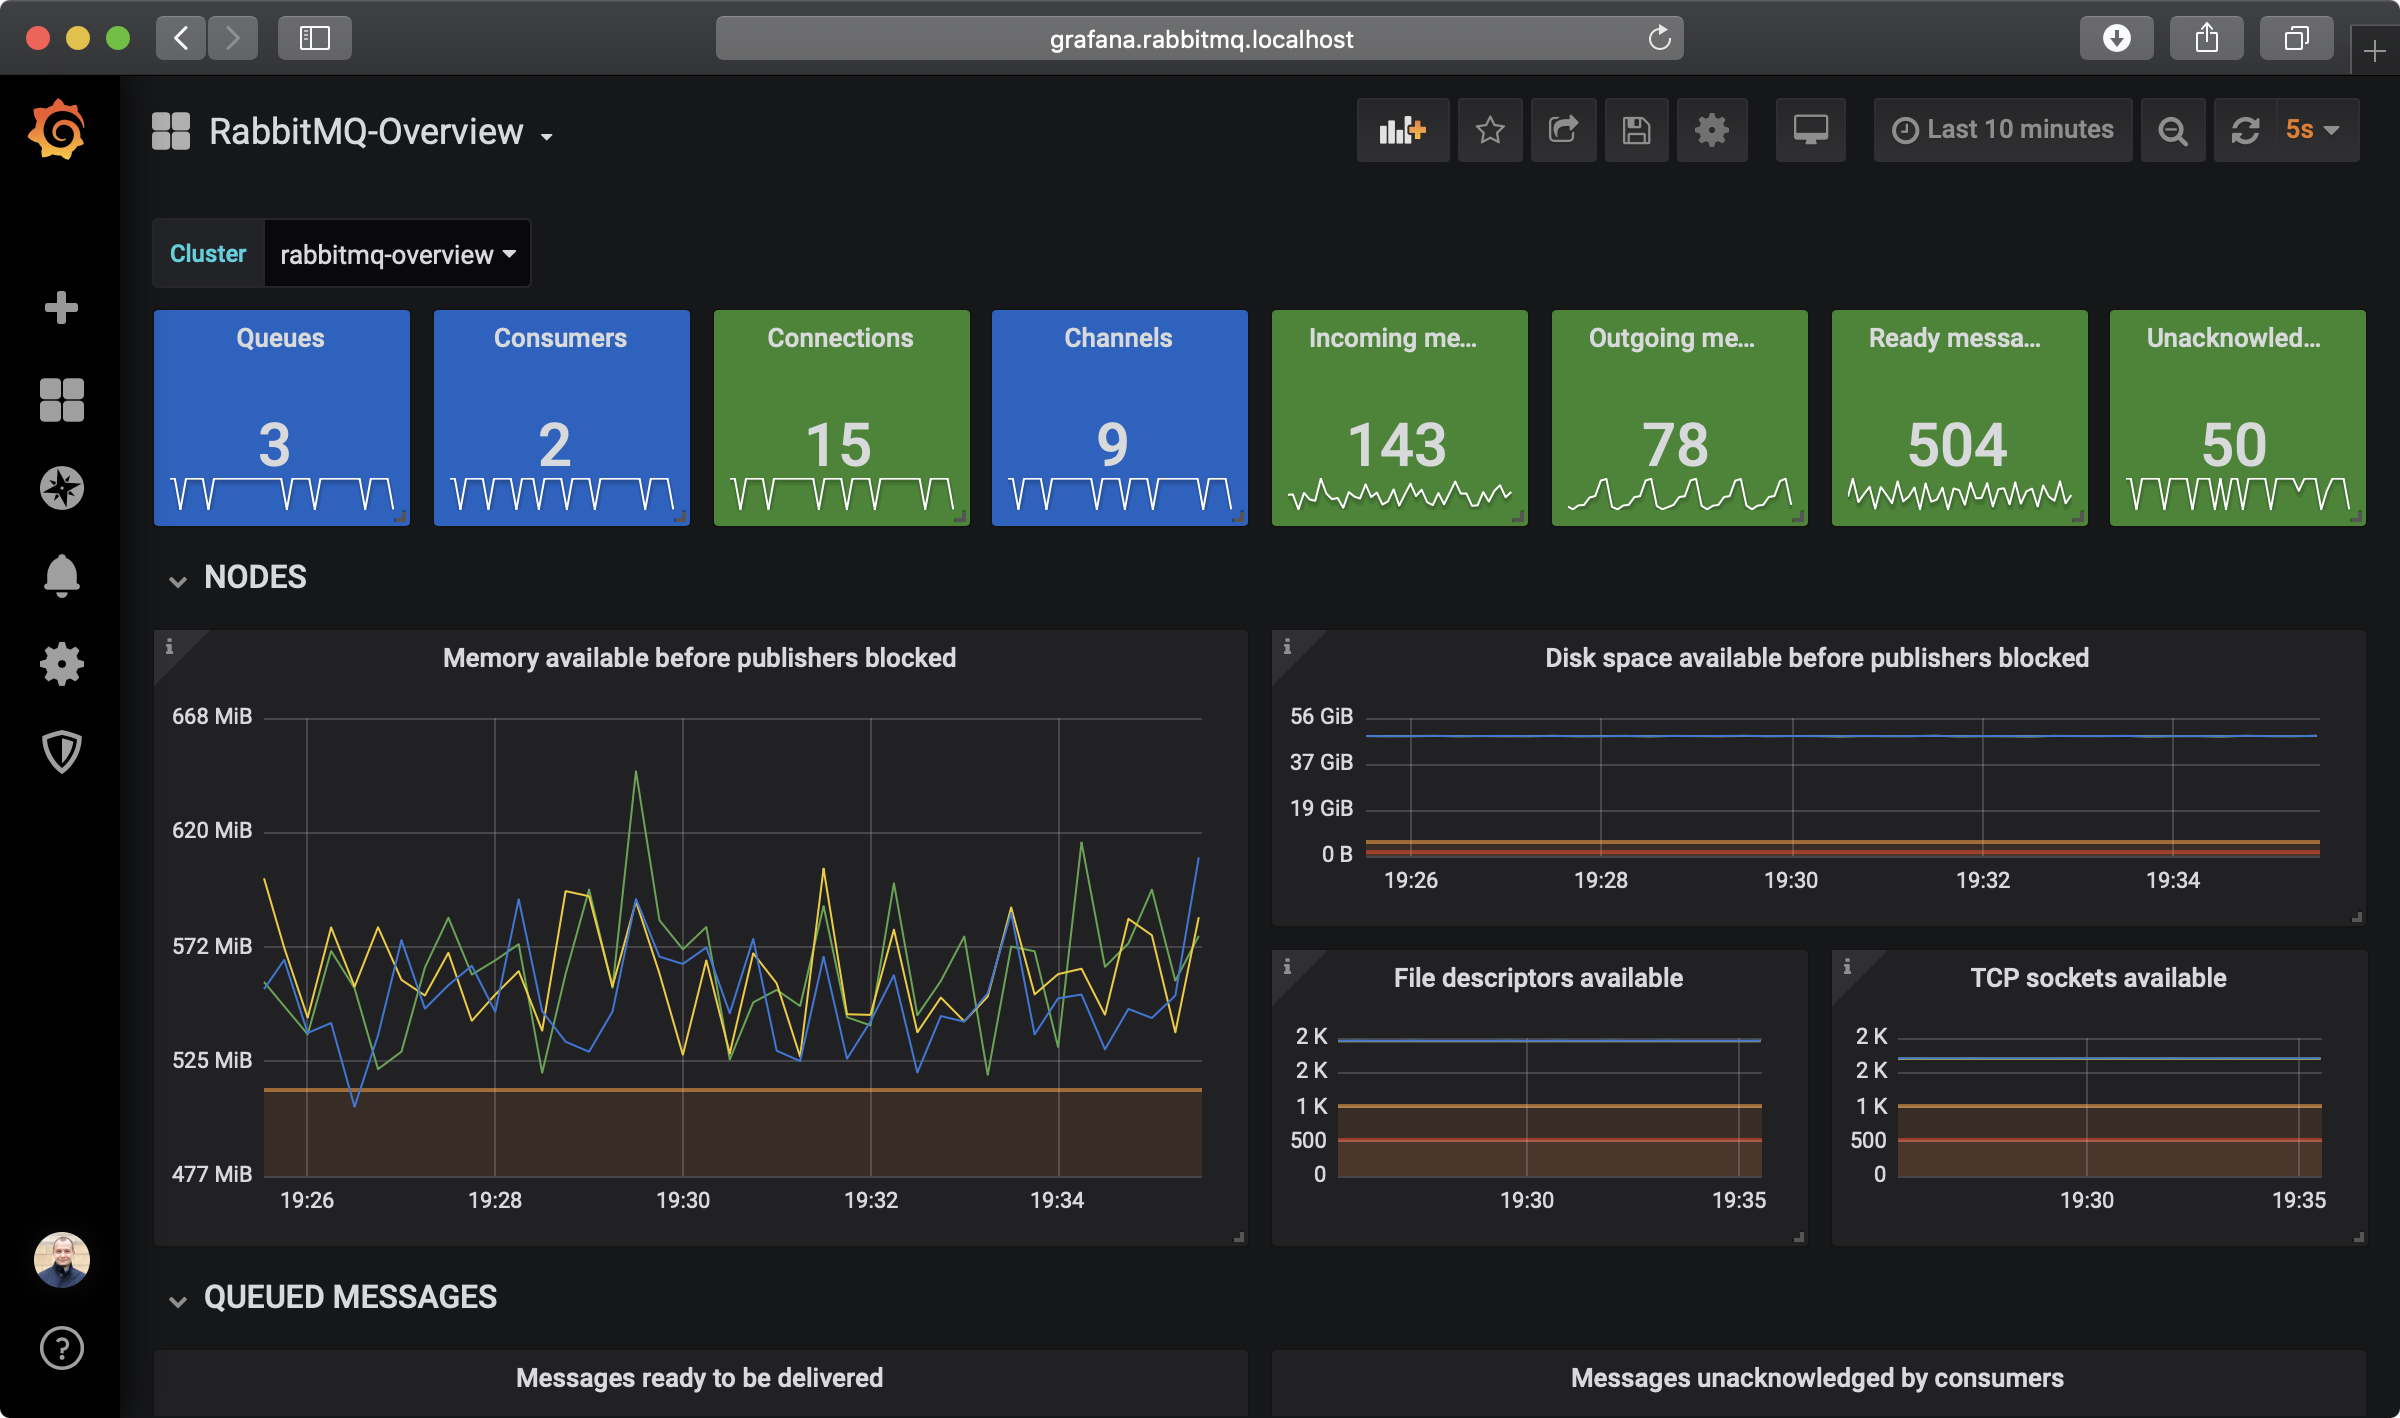 grafana.rabbitmq.localhost
RabbitMQ-Overview
Last 10 minutes
5s
Cluster rabbitmq-overview
Queues
3
Consumers
2
Connections
15
Channels
9
Incoming me...
143
Outgoing me...
78
Ready messa...
504
Unacknowled...
50
NODES
Memory available before publishers blocked
668 MiB
620 MiB
572 MiB
525 MiB
477 MiB
19:26 19:28 19:30 19:32 19:34
Disk space available before publishers blocked
56 GiB
37 GiB
19 GiB
0 B
19:26 19:28 19:30 19:32 19:34
File descriptors available
2 K
2 K
1 K
500
0
19:30 19:35
TCP sockets available
2 K
2 K
1 K
500
0
19:30 19:35
QUEUED MESSAGES
Messages ready to be delivered
Messages unacknowledged by consumers